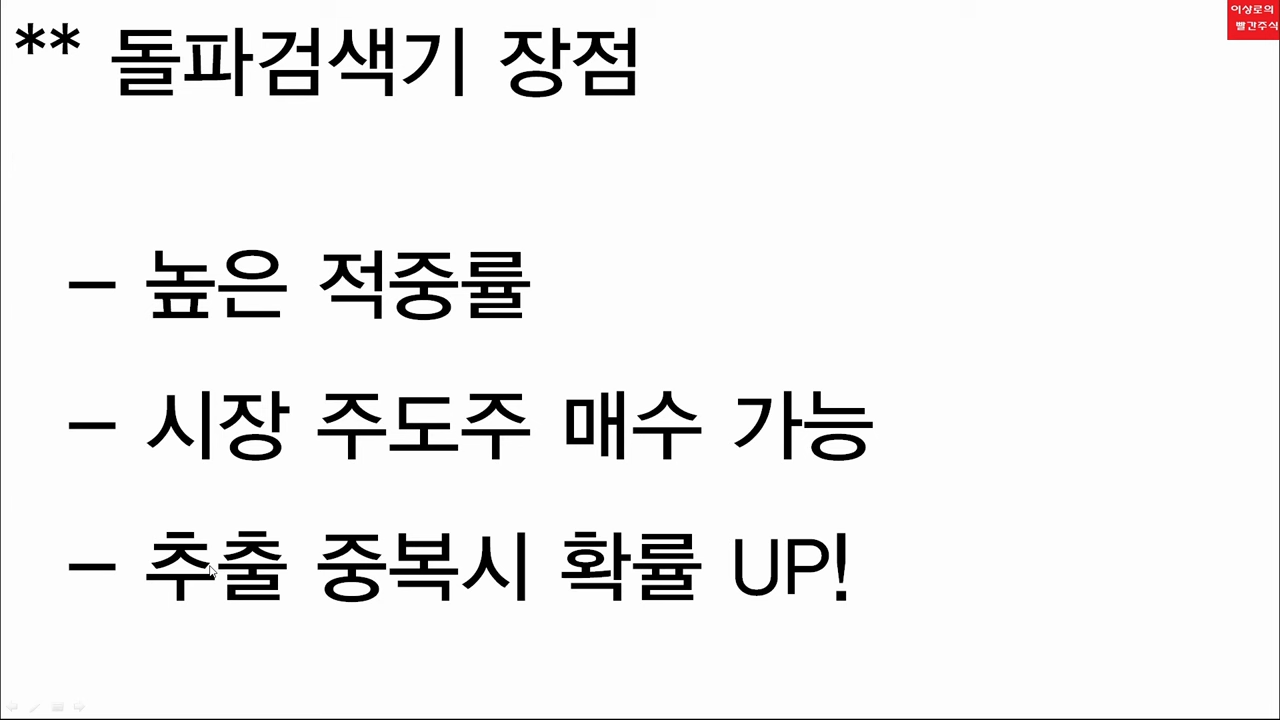 ** 돌파검색기 장점
이상로의
빨간주식
- 높은 적중률
- 시장 주도주 매수 가능
- 추출 중복시 확률 UP!